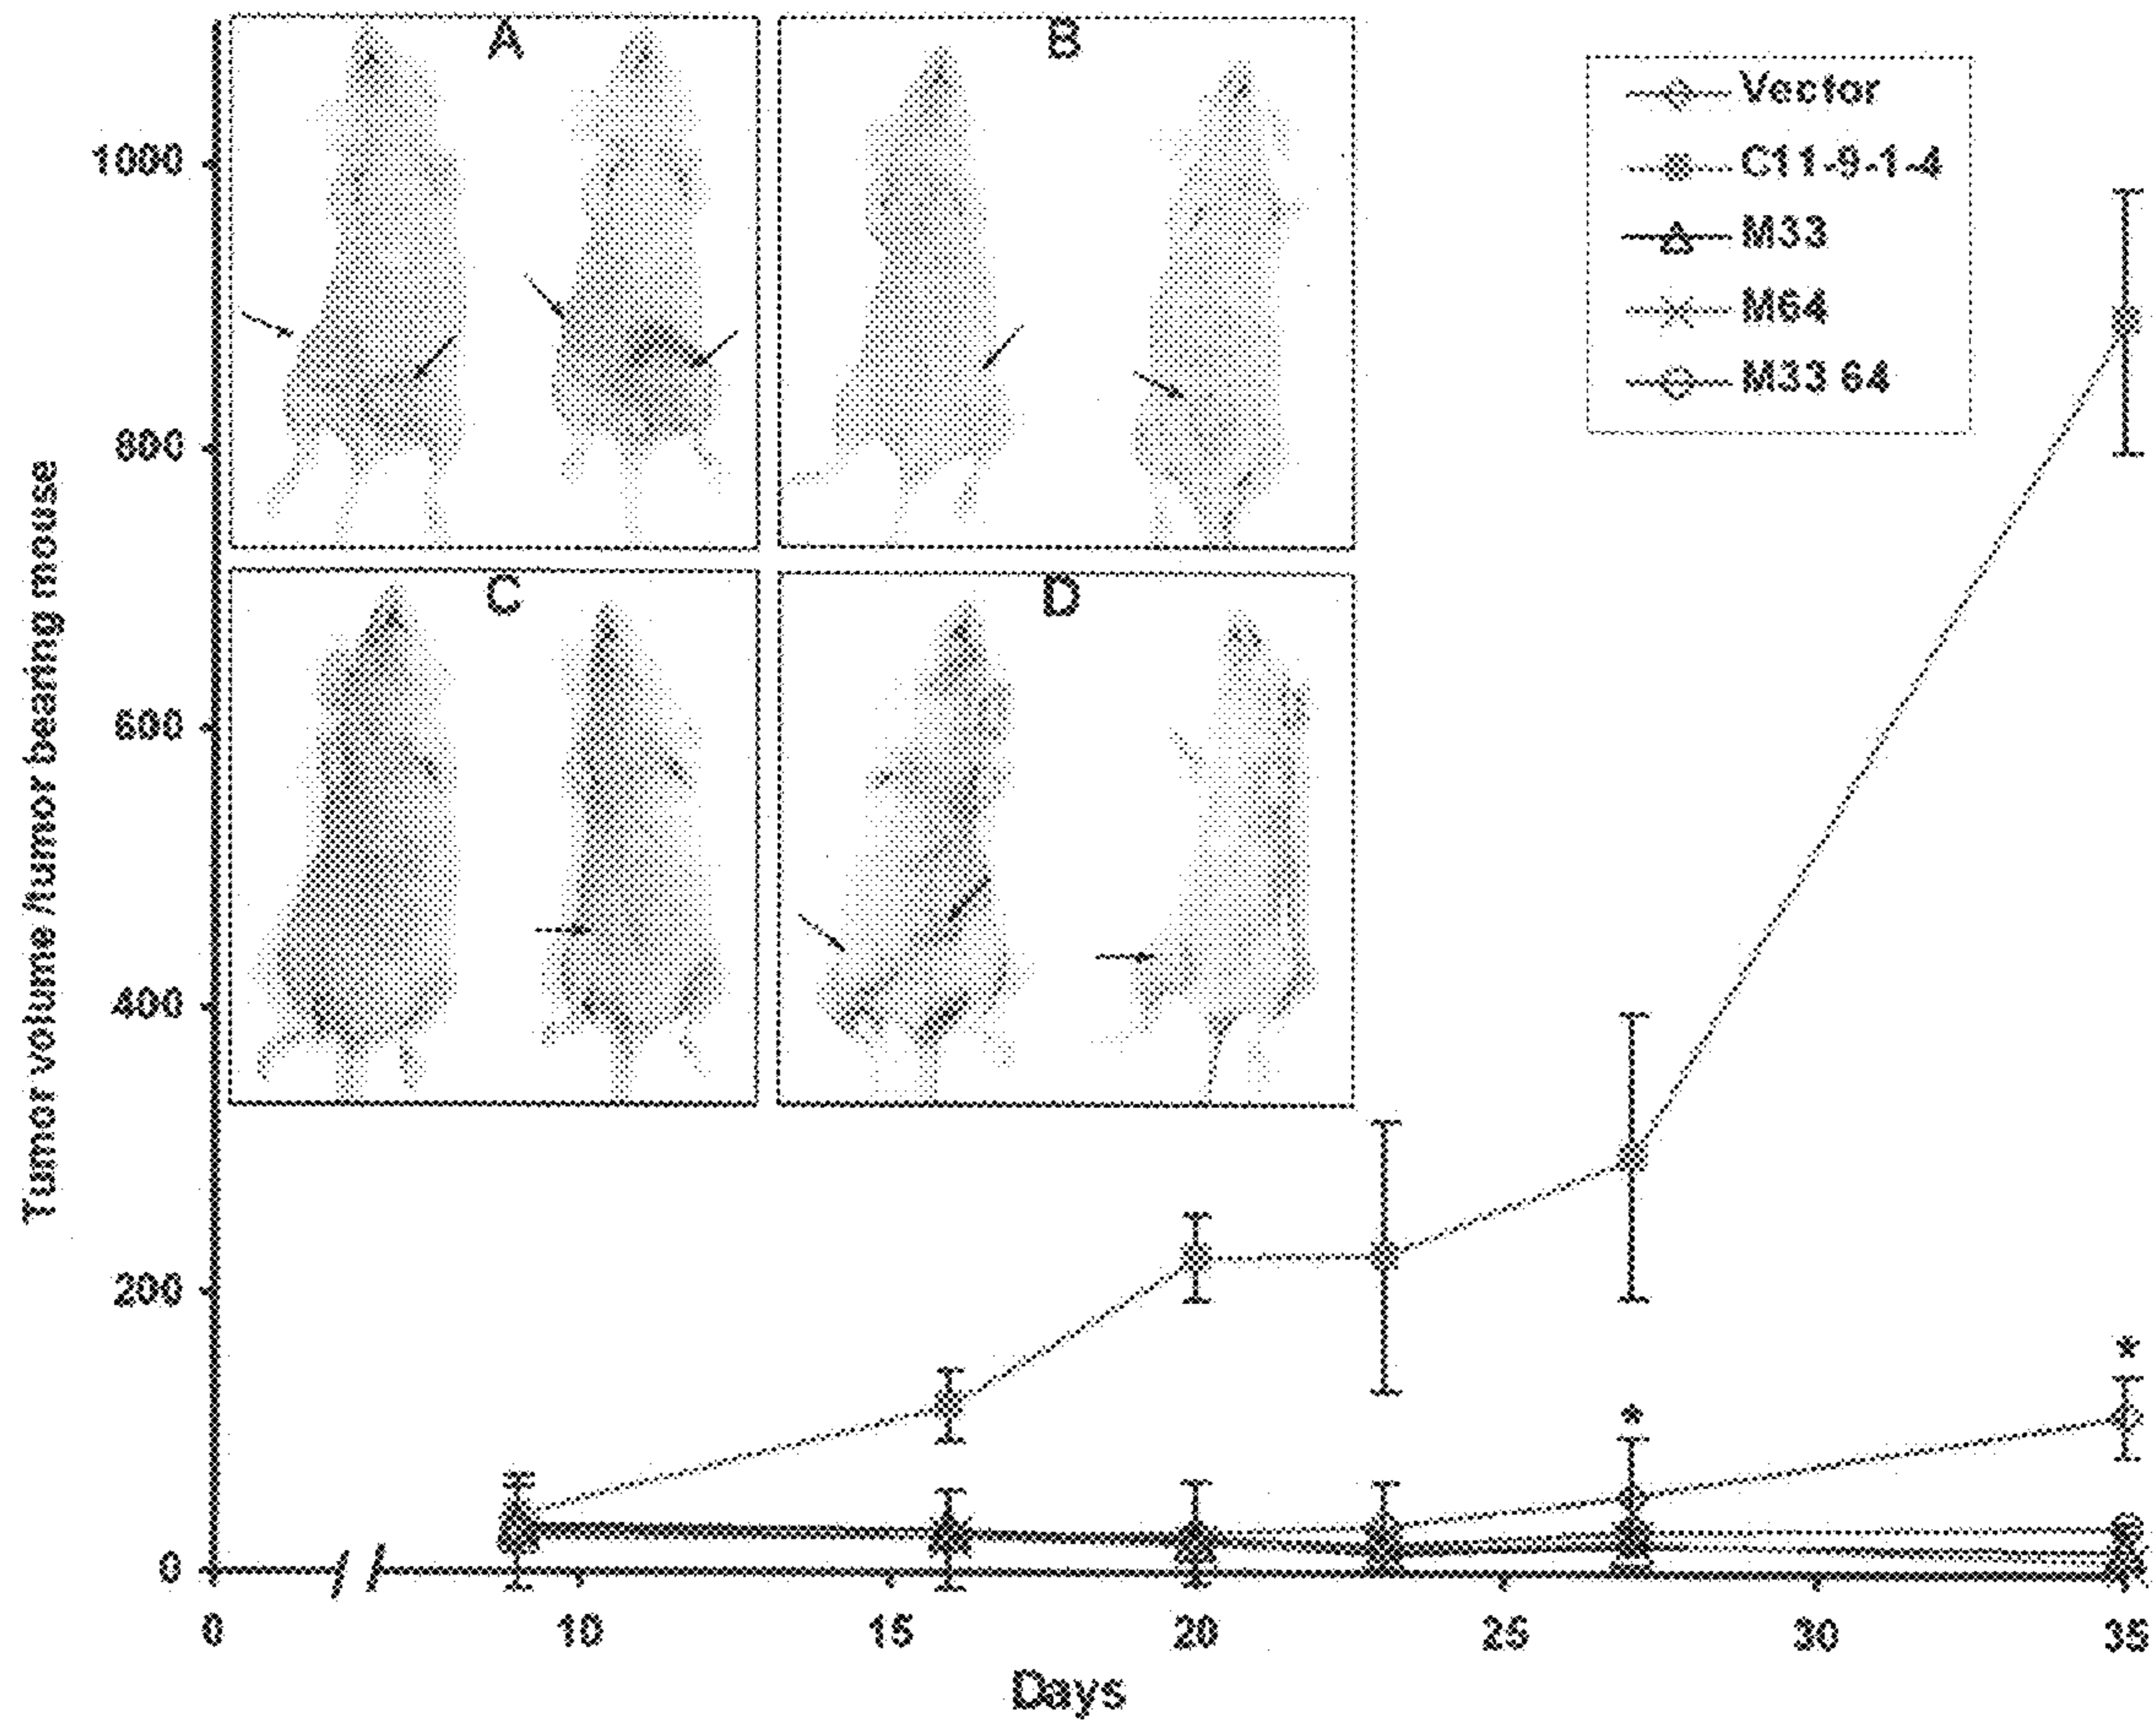 Tumor volume /tumor bearing mouse
1000
800
600
400
200
0
A
B
C
D
Vector
C11-9-1-4
M33
M64
M33 64
*
*
0
10
15
20
25
30
35
Days